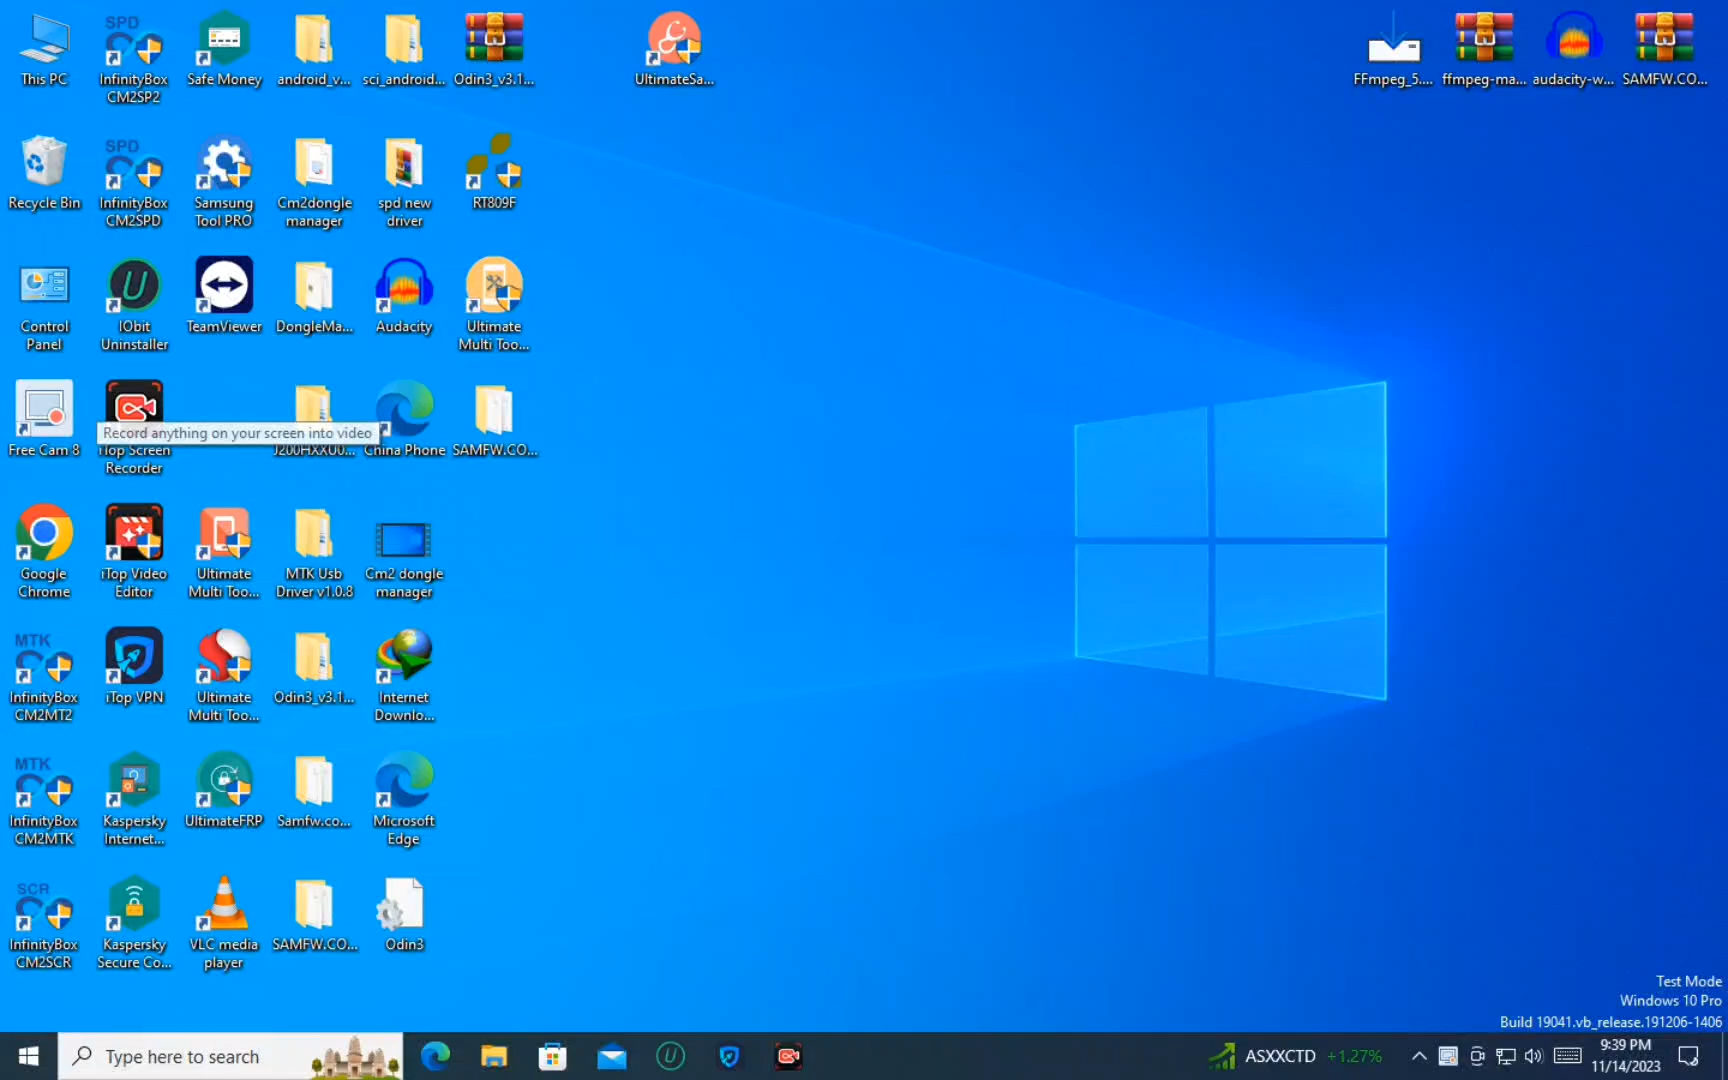 This PC
SPD
InfinityBox
CM2SP2
Safe Money
android_v...
sci_android...
Odin3_v3.1...
UltimateSa...
FFmpeg_5....
ffmpeg-ma...
audacity-w...
SAMFW.CO...
Recycle Bin
SPD
InfinityBox
CM2SPD
Samsung
Tool PRO
Cm2dongle
manager
spd new
driver
RT809F
Control
Panel
IObit
Uninstaller
TeamViewer
DongleMa...
Audacity
Ultimate
Multi Too...
Free Cam 8
Record anything on your screen into video
iTop Screen
Recorder
J200HXXU0...
China Phone
SAMFW.CO...
Google
Chrome
iTop Video
Editor
Ultimate
Multi Too...
MTK Usb
Driver v1.0.8
Cm2 dongle
manager
MTK
InfinityBox
CM2MT2
iTop VPN
Ultimate
Multi Too...
Odin3_v3.1...
Internet
Downlo...
MTK
InfinityBox
CM2MTK
Kaspersky
Internet...
UltimateFRP
Samfw.co...
Microsoft
Edge
SCR
InfinityBox
CM2SCR
Kaspersky
Secure Co...
VLC media
player
SAMFW.CO...
Odin3
Test Mode
Windows 10 Pro
Build 19041.vb_release.191206-1406
Type here to search
ASXXCTD +1.27%
9:39 PM
11/14/2023